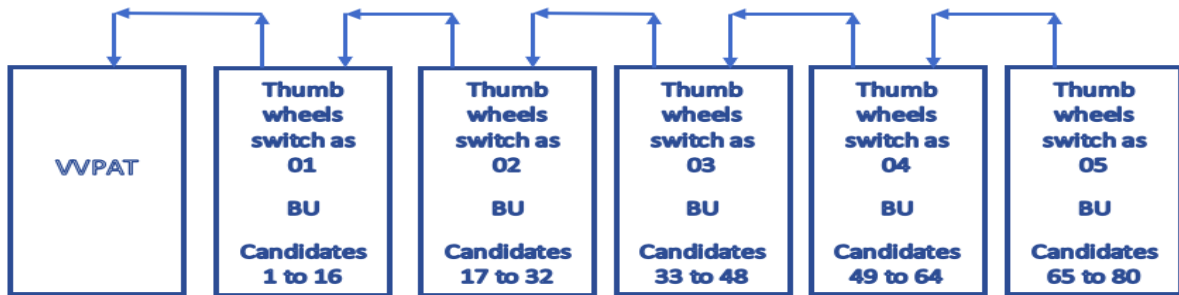 VVPAT
Thumb
wheels
switch as
01
BU
Candidates
1 to 16
Thumb
wheels
switch as
02
BU
Candidates
17 to 32
Thumb
wheels
switch as
03
BU
Candidates
33 to 48
Thumb
wheels
switch as
04
BU
Candidates
49 to 64
Thumb
wheels
switch as
05
BU
Candidates
65 to 80